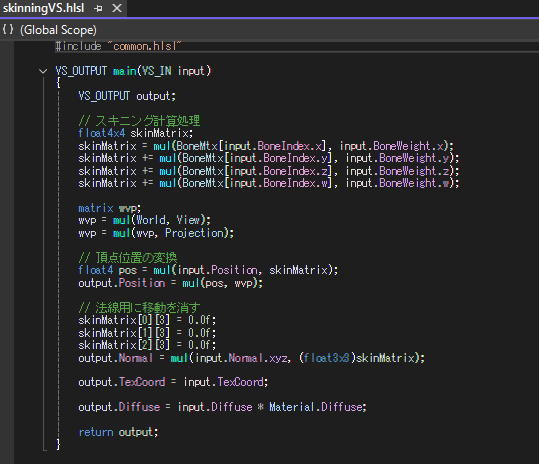 skinningVS.hlsl
{ } (Global Scope)
#include "common.hlsl"
VS_OUTPUT main(VS_IN input)
{
VS_OUTPUT output;
// スキニング計算処理
float4x4 skinMatrix;
skinMatrix = mul(BoneMtx[input.BoneIndex.x], input.BoneWeight.x);
skinMatrix += mul(BoneMtx[input.BoneIndex.y], input.BoneWeight.y);
skinMatrix += mul(BoneMtx[input.BoneIndex.z], input.BoneWeight.z);
skinMatrix += mul(BoneMtx[input.BoneIndex.w], input.BoneWeight.w);
matrix wvp;
wvp = mul(World, View);
wvp = mul(wvp, Projection);
// 頂点位置の変換
float4 pos = mul(input.Position, skinMatrix);
output.Position = mul(pos, wvp);
// 法線用に移動を消す
skinMatrix[0][3] = 0.0f;
skinMatrix[1][3] = 0.0f;
skinMatrix[2][3] = 0.0f;
output.Normal = mul(input.Normal.xyz, (float3x3)skinMatrix);
output.TexCoord = input.TexCoord;
output.Diffuse = input.Diffuse * Material.Diffuse;
return output;
}